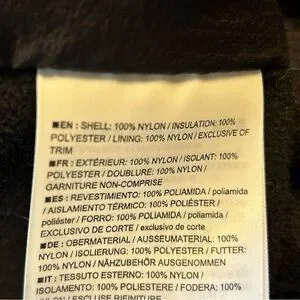 ■EN : SHELL: 100% NYLON / INSULATION: 100%
POLYESTER / LINING: 100% NYLON / EXCLUSIVE OF
TRIM
■FR : EXTÉRIEUR: 100% NYLON / ISOLANT: 100%
POLYESTER / DOUBLURE: 100% NYLON /
GARNITURE NON-COMPRISE
■ES : REVESTIMIENTO: 100% POLIAMIDA / poliamida
/ AISLAMIENTO TÉRMICO: 100% POLIÉSTER /
poliéster / FORRO: 100% POLIAMIDA / poliamida /
EXCLUSIVO DE CORTE / exclusivo de corte
■DE : OBERMATERIAL / AUSSEUMATERIAL: 100%
NYLON / ISOLIERUNG: 100% POLYESTER / FUTTER:
100% NYLON / NÄHZUBEHÖR AUSGENOMMEN
■IT : TESSUTO ESTERNO: 100% NYLON /
ISOLAMENTO: 100% POLIESTERE / FODERA: 100%
NYLON / ESCLUSE RIFINITURE